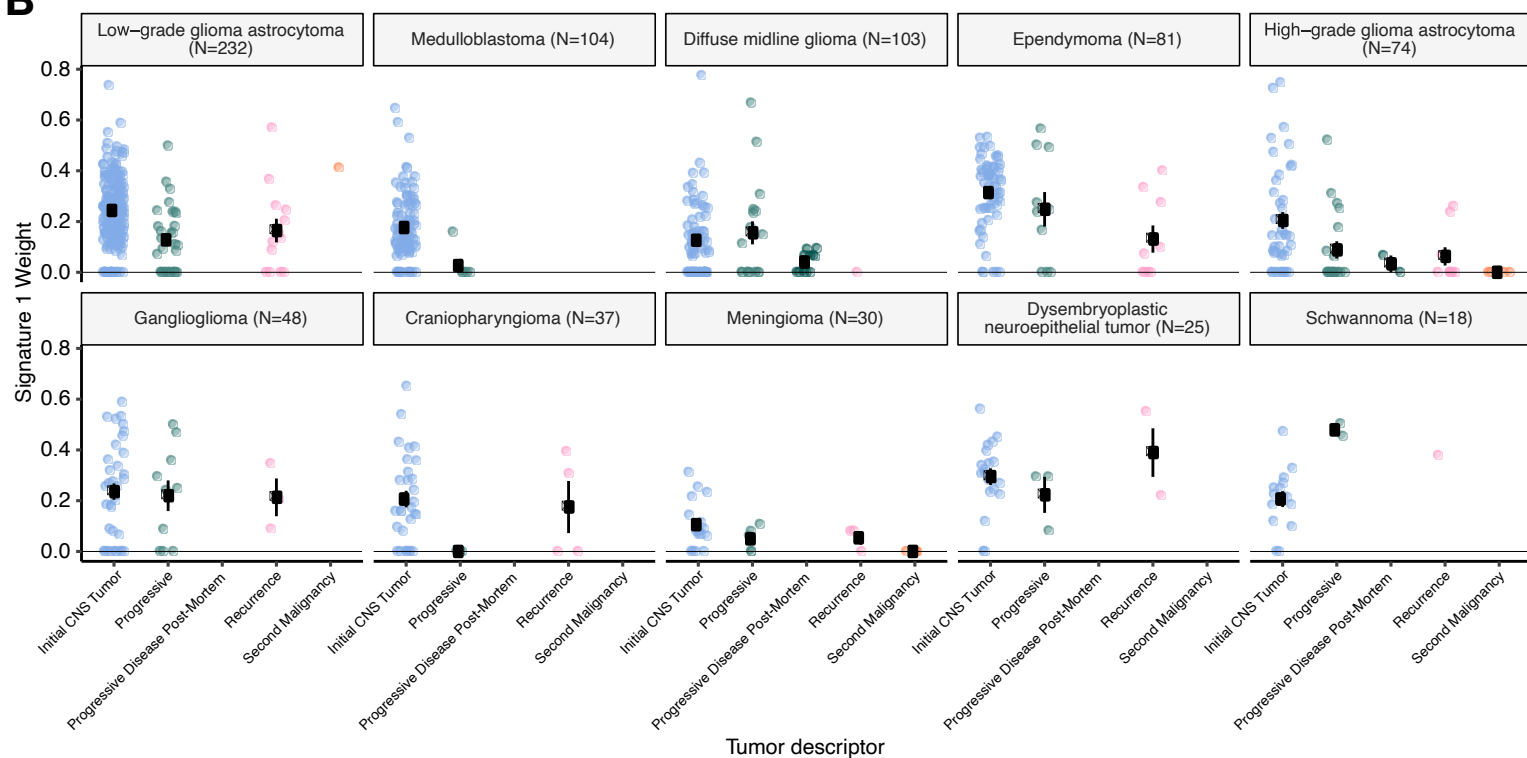 B
Low−grade glioma astrocytoma
(N=232)
Medulloblastoma (N=104)
Diffuse midline glioma (N=103)
Ependymoma (N=81)
High−grade glioma astrocytoma
(N=74)
0.8
0.6
0.4
0.2
0.0
Signature 1 Weight
Ganglioglioma (N=48)
Craniopharyngioma (N=37)
Meningioma (N=30)
Dysembryoplastic
neuroepithelial tumor (N=25)
Schwannoma (N=18)
0.8
0.6
0.4
0.2
0.0
Initial CNS Tumor
Progressive
Progressive Disease Post-Mortem
Recurrence
Second Malignancy
Initial CNS Tumor
Progressive
Progressive Disease Post-Mortem
Recurrence
Second Malignancy
Initial CNS Tumor
Progressive
Progressive Disease Post-Mortem
Recurrence
Second Malignancy
Initial CNS Tumor
Progressive
Progressive Disease Post-Mortem
Recurrence
Second Malignancy
Initial CNS Tumor
Progressive
Progressive Disease Post-Mortem
Recurrence
Second Malignancy
Tumor descriptor